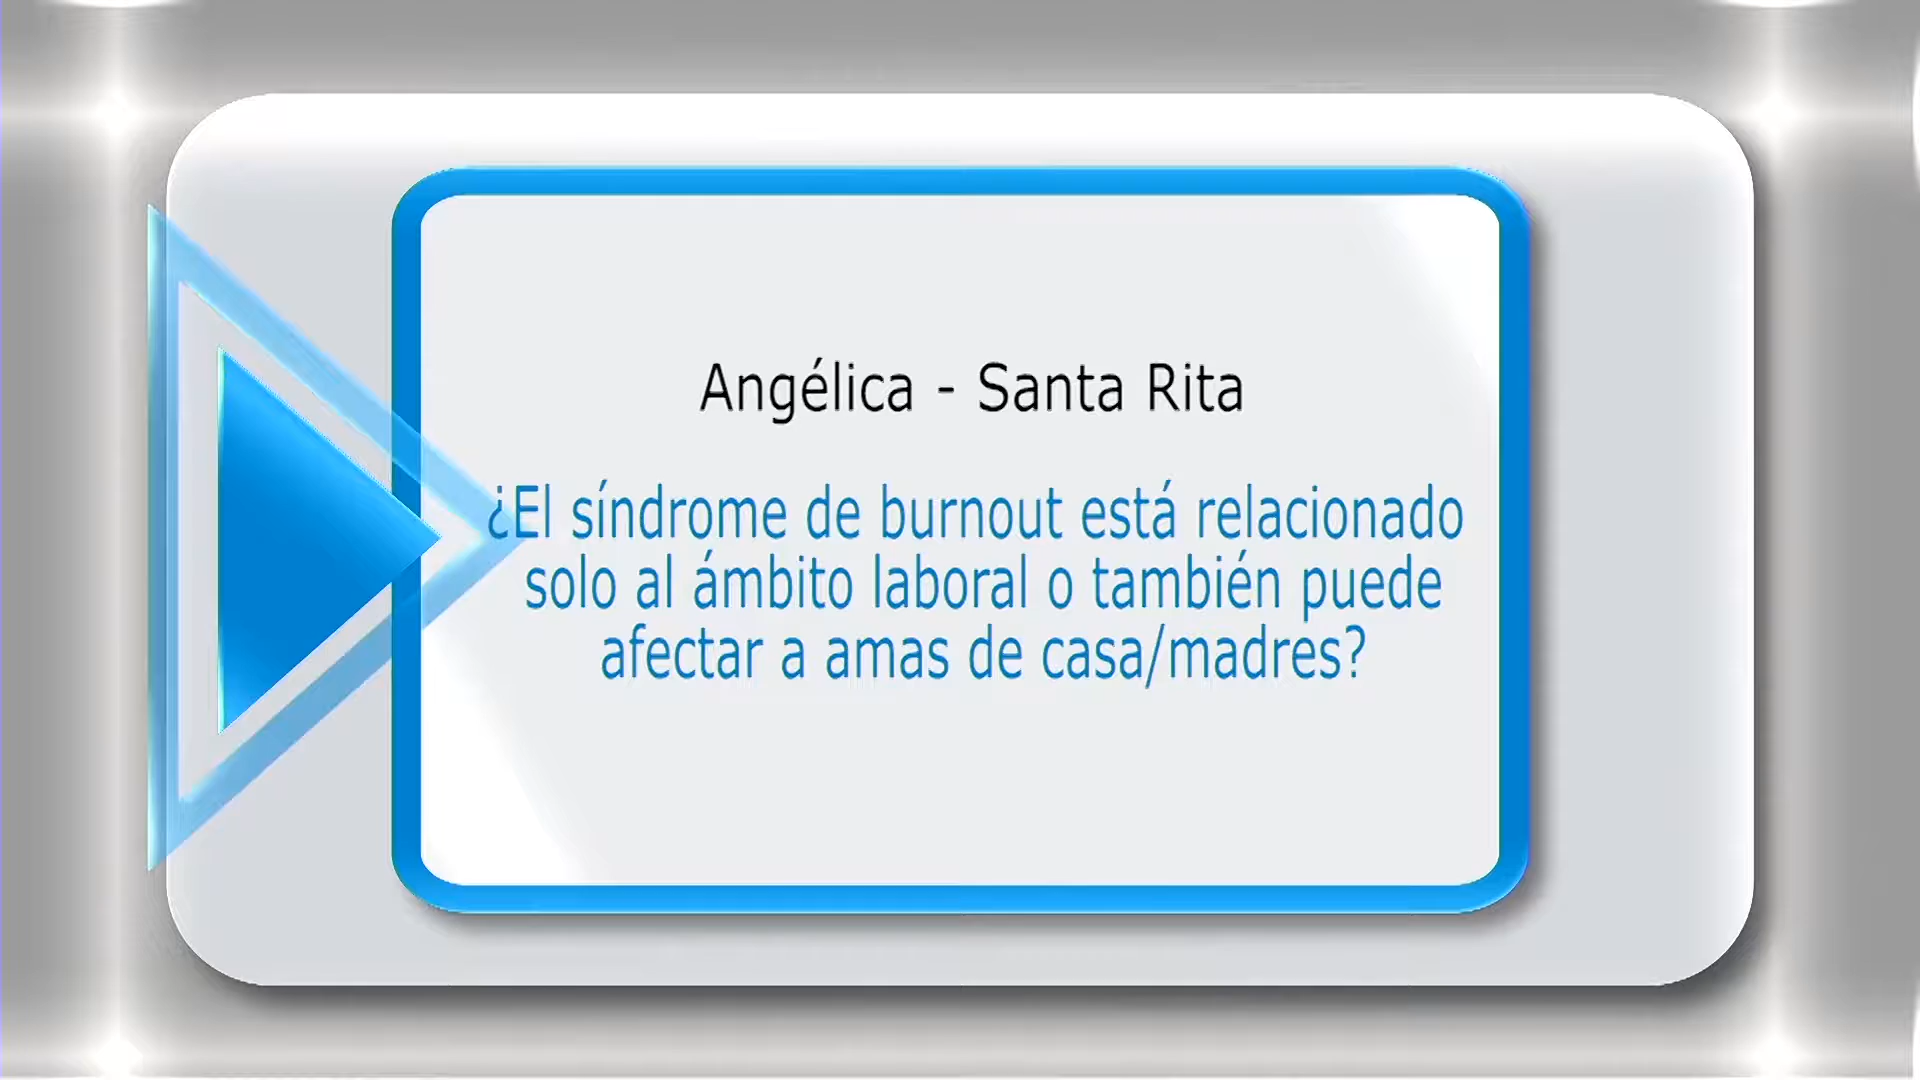 Angélica - Santa Rita
¿El síndrome de burnout está relacionado
solo al ámbito laboral o también puede
afectar a amas de casa/madres?